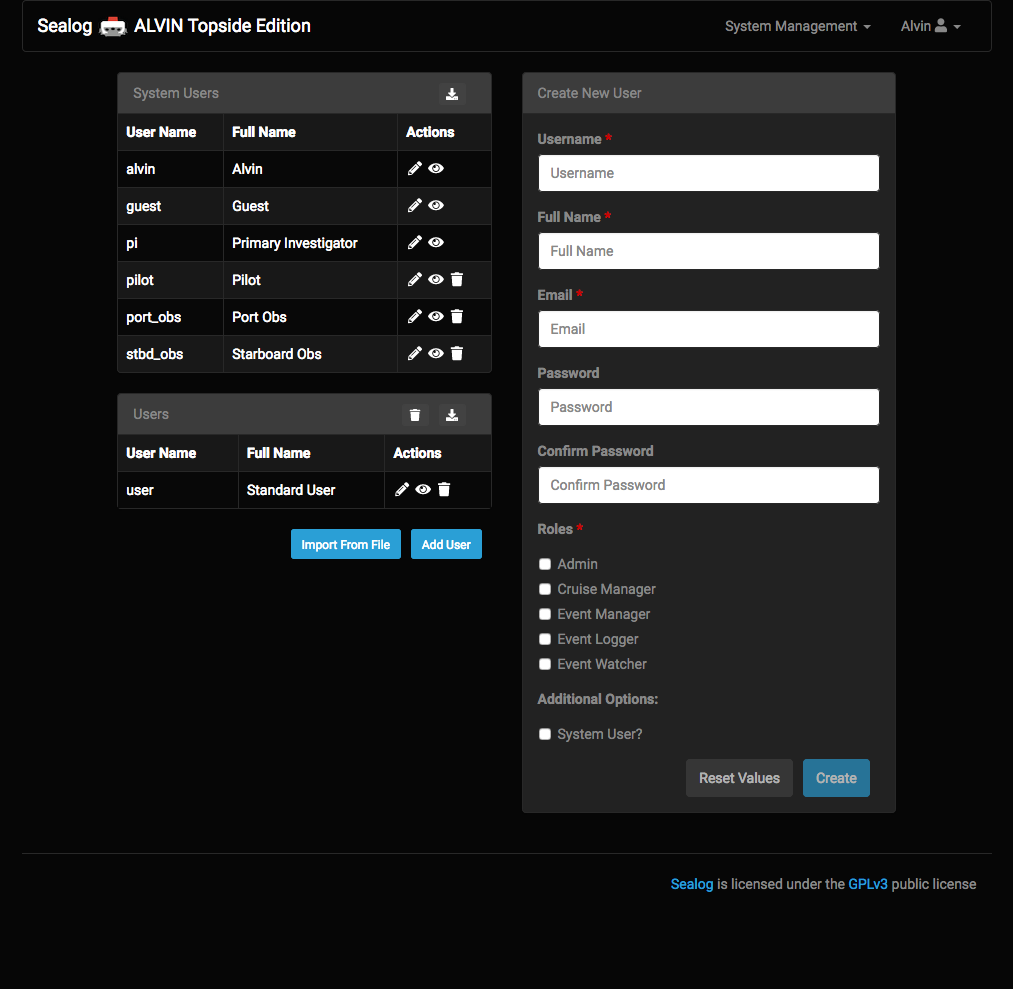 Sealog ALVIN Topside Edition
System Management
Alvin
System Users
User Name Full Name Actions
alvin Alvin
guest Guest
pi Primary Investigator
pilot Pilot
port_obs Port Obs
stbd_obs Starboard Obs
Users
User Name Full Name Actions
user Standard User
Import From File Add User
Create New User
Username *
Username
Full Name *
Full Name
Email *
Email
Password
Password
Confirm Password
Confirm Password
Roles *
Admin
Cruise Manager
Event Manager
Event Logger
Event Watcher
Additional Options:
System User?
Reset Values Create
Sealog is licensed under the GPLv3 public license